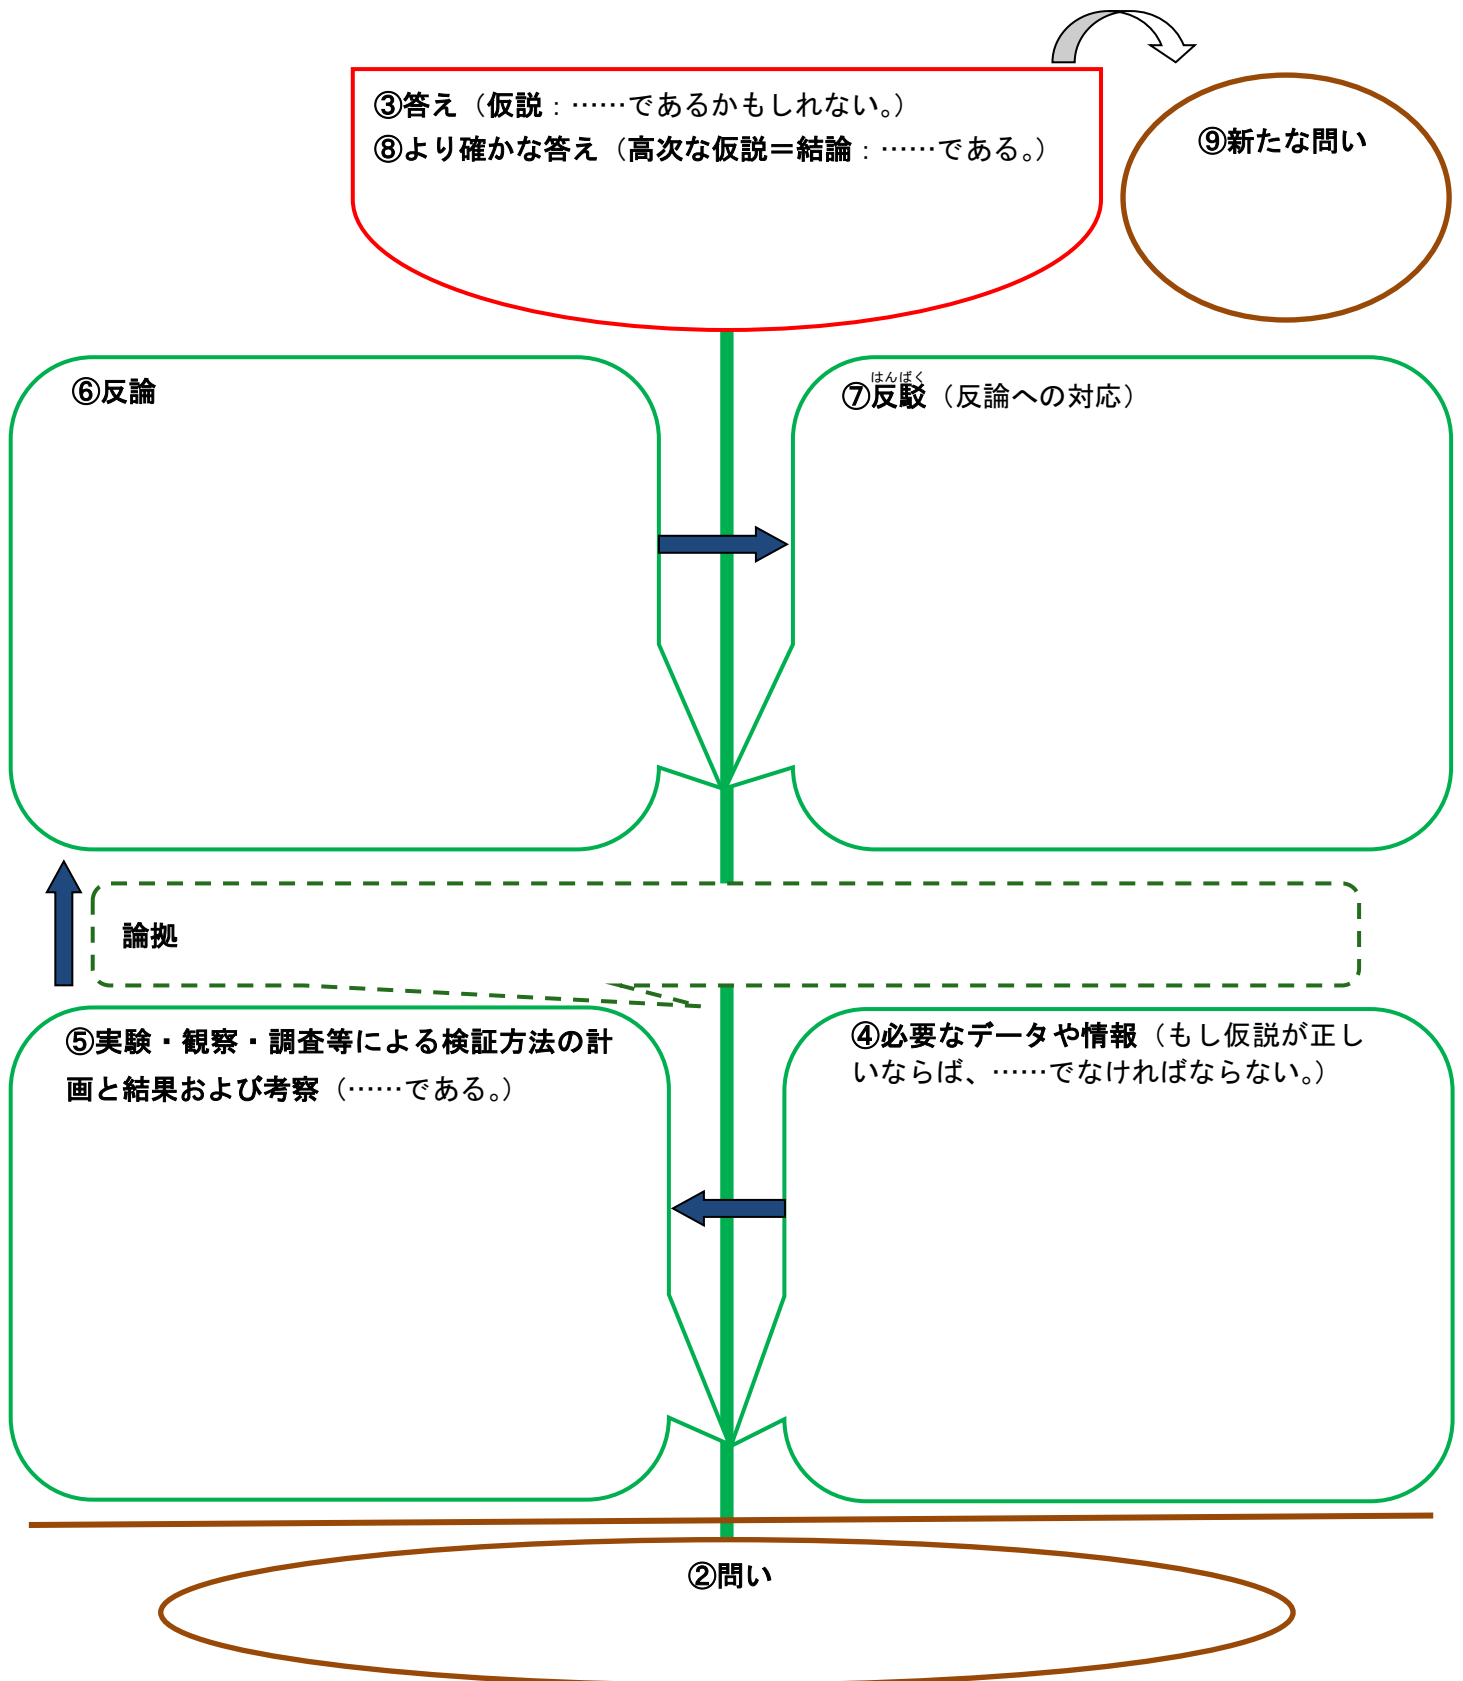 ③答え（仮説：……であるかもしれない。）
⑧より確かな答え（高次な仮説＝結論：……である。）
⑨新たな問い
⑥反論
はんばく
⑦反駁（反論への対応）
論拠
⑤実験・観察・調査等による検証方法の計
画と結果および考察（……である。）
④必要なデータや情報（もし仮説が正し
いならば、……でなければならない。）
②問い